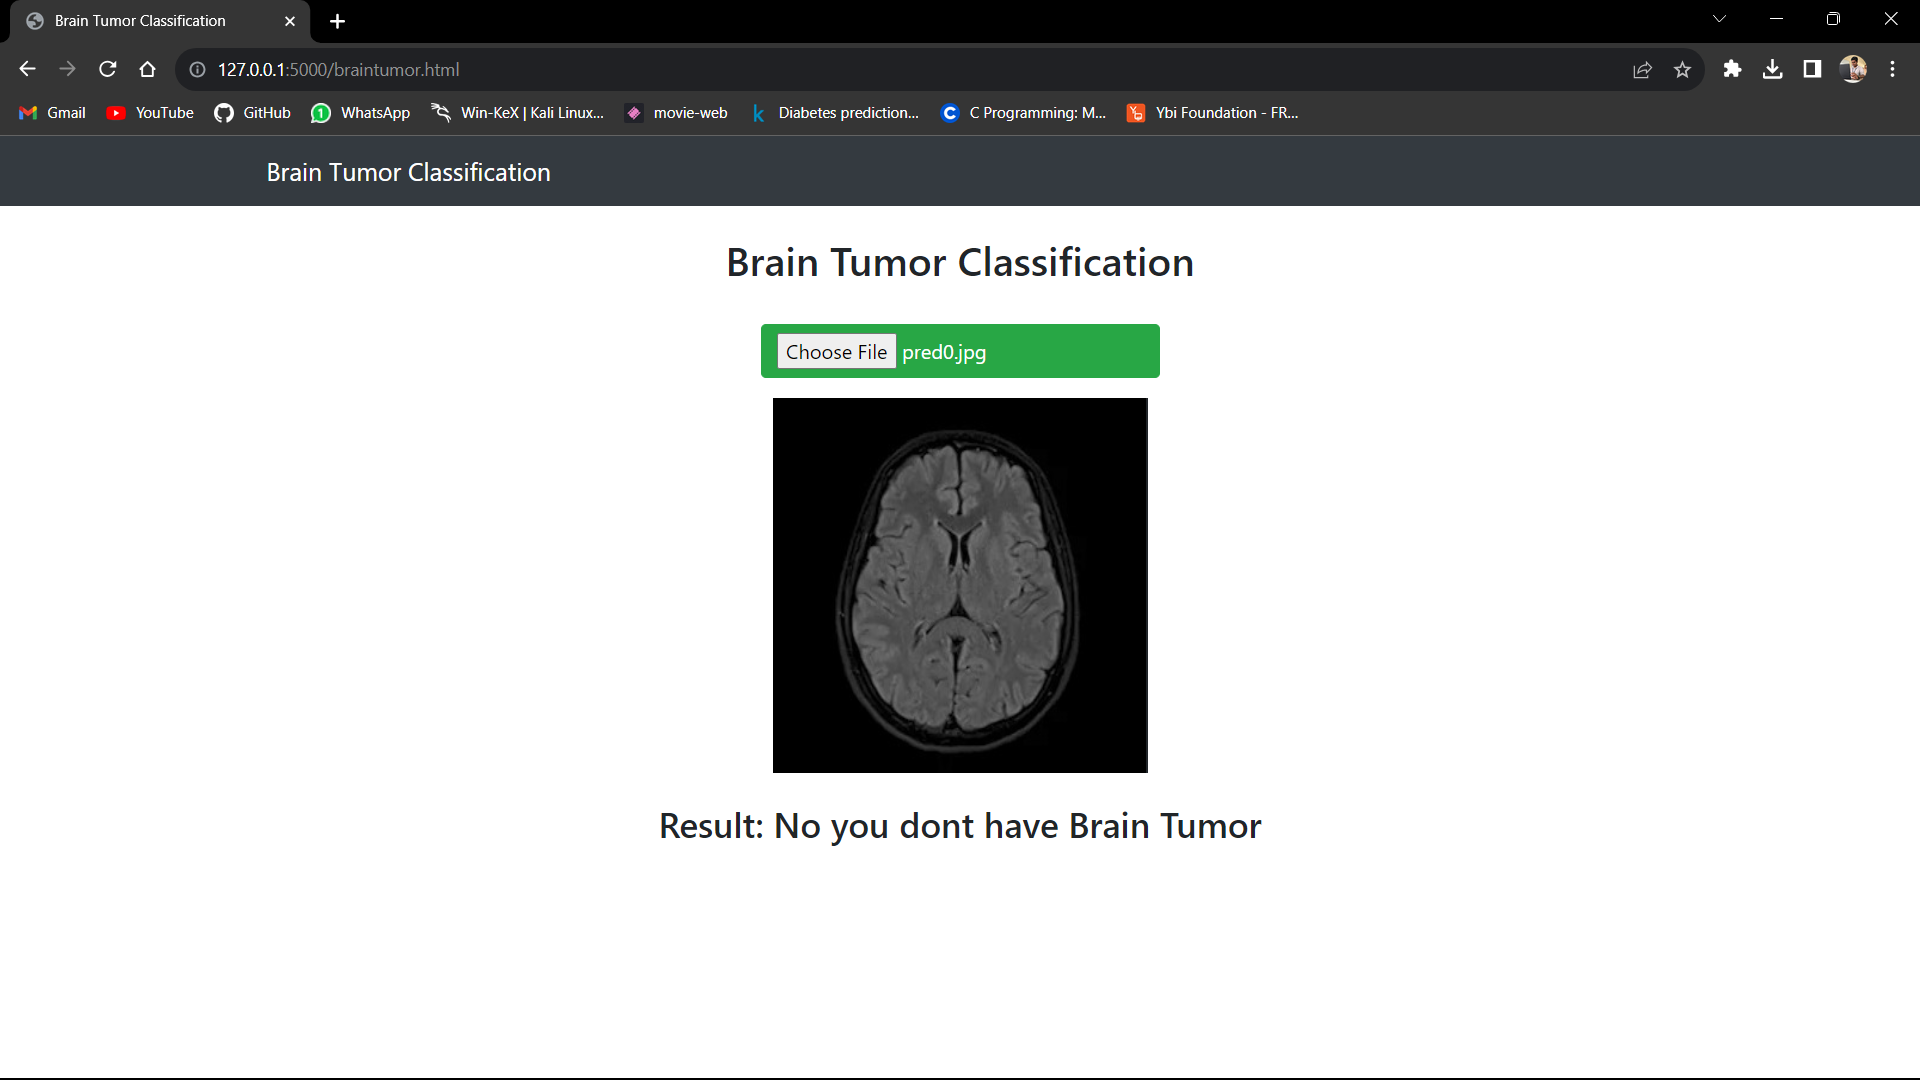 Brain Tumor Classification
127.0.0.1:5000/braintumor.html
Gmail YouTube GitHub WhatsApp Win-KeX | Kali Linux... movie-web Diabetes prediction... C Programming: M... Ybi Foundation - FR...
Brain Tumor Classification
Brain Tumor Classification
Choose File pred0.jpg
Result: No you dont have Brain Tumor